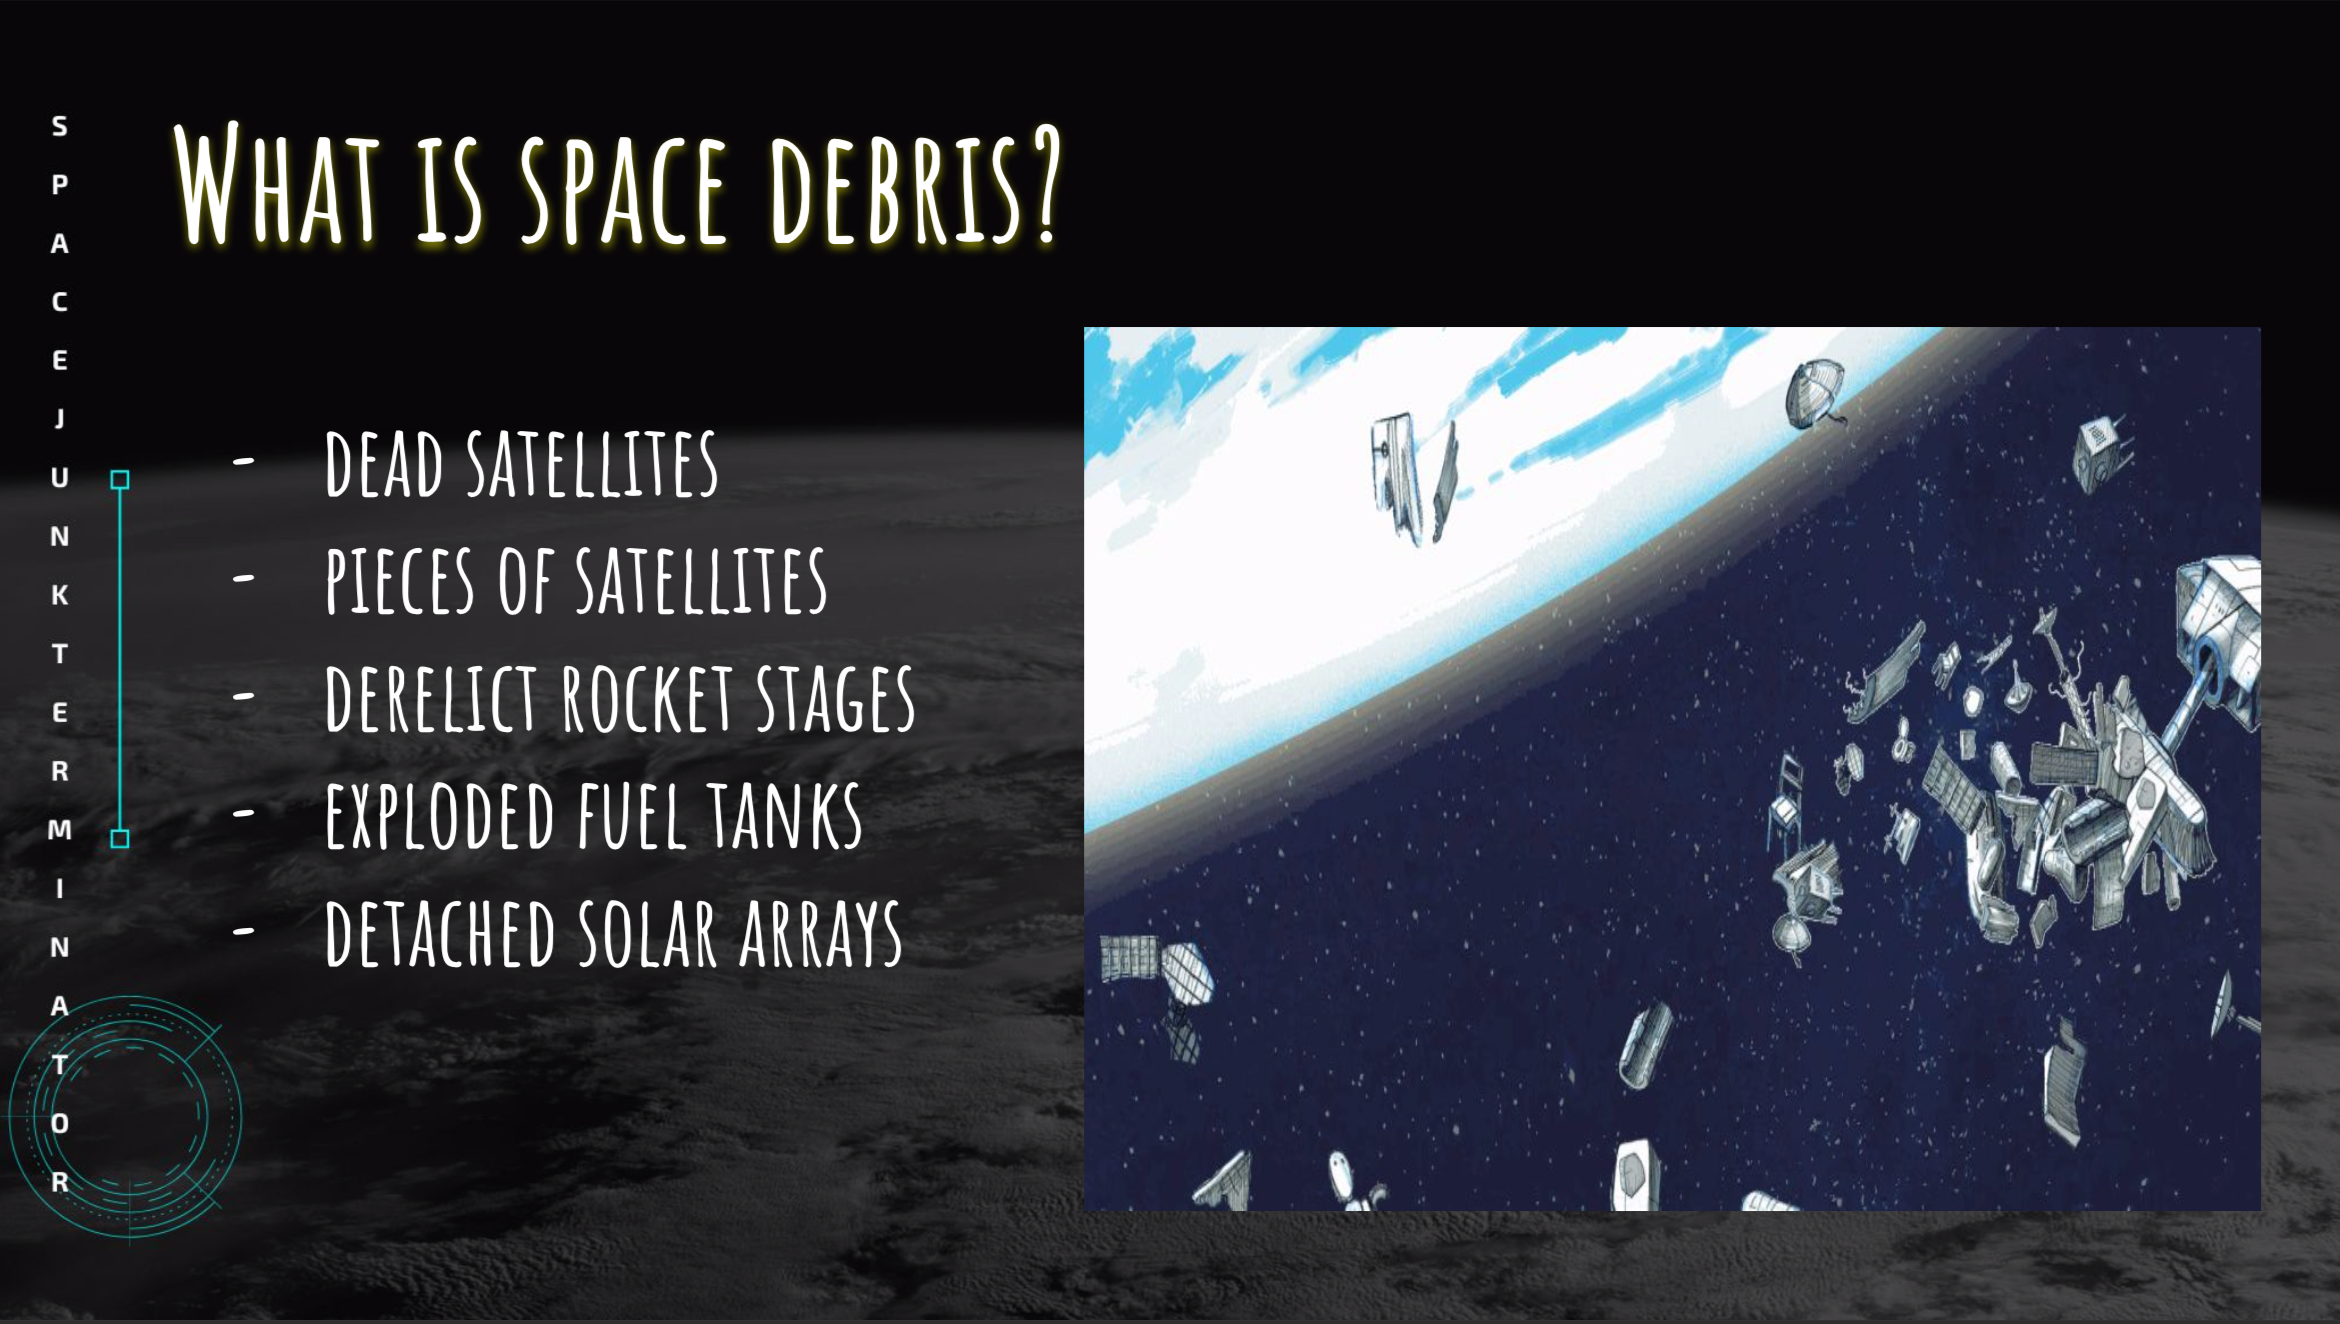 SPACEJUNKTERMINATOR
What is space debris?
- dead satellites
- pieces of satellites
- derelict rocket stages
- exploded fuel tanks
- detached solar arrays